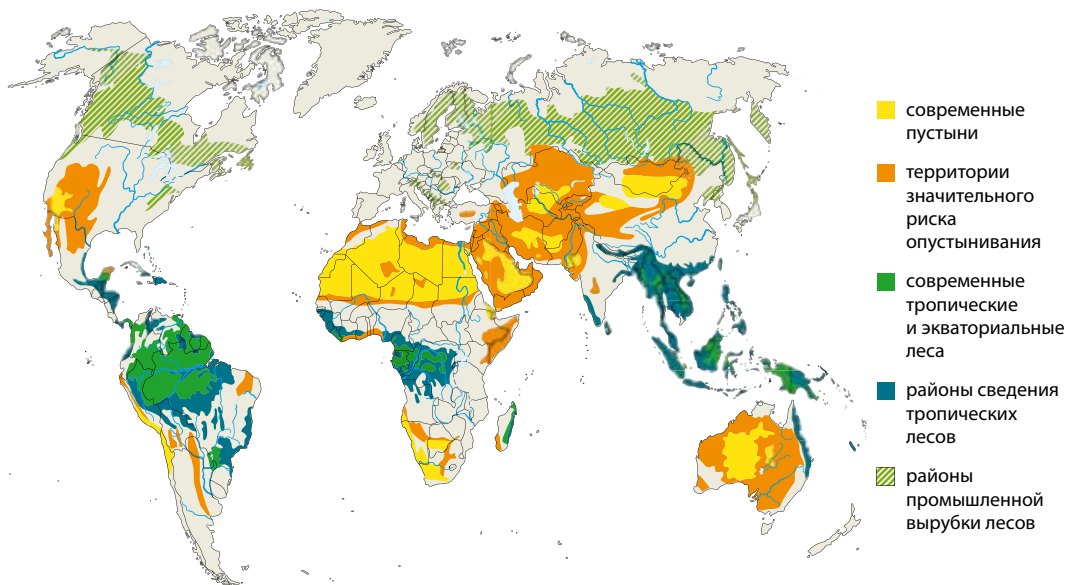 современные
пустыни
территории
значительного
риска
опустынивания
современные
тропические
и экваториальные
леса
районы сведения
тропических
лесов
районы
промышленной
вырубки лесов